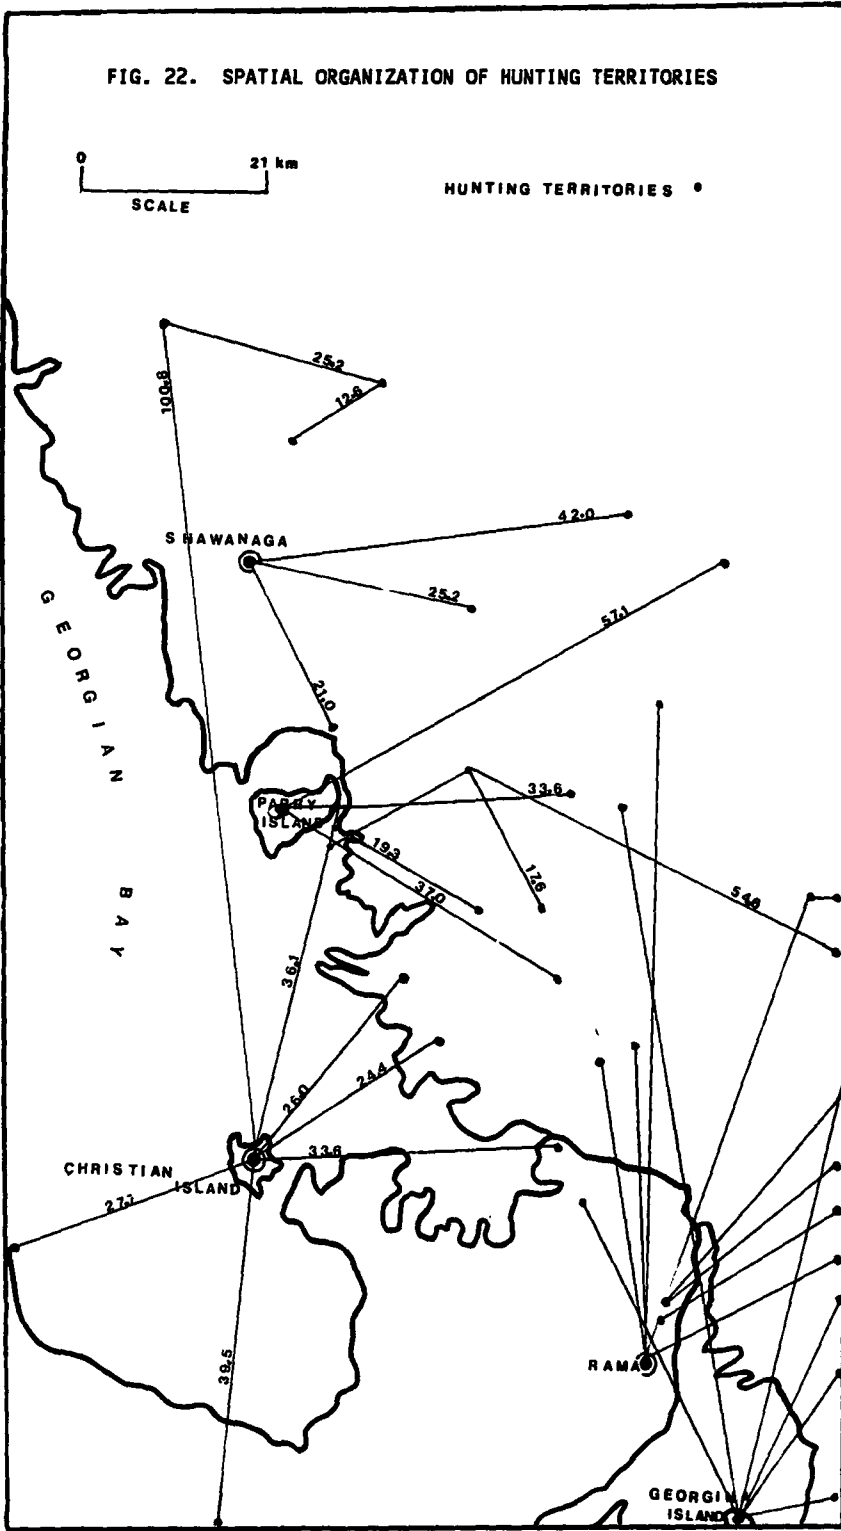 FIG. 22. SPATIAL ORGANIZATION OF HUNTING TERRITORIES
0 21 km
SCALE
HUNTING TERRITORIES
25.2
100.8
12.6
42.0
SHAWANAGA
25.2
57.1
GEORGIAN BAY
21.0
33.6
PARRY
ISLAND
19.3
17.6
37.0
54.6
36.1
26.0
24.4
33.6
CHRISTIAN
ISLAND
27.7
39.5
RAMA
GEORGINA
ISLAND